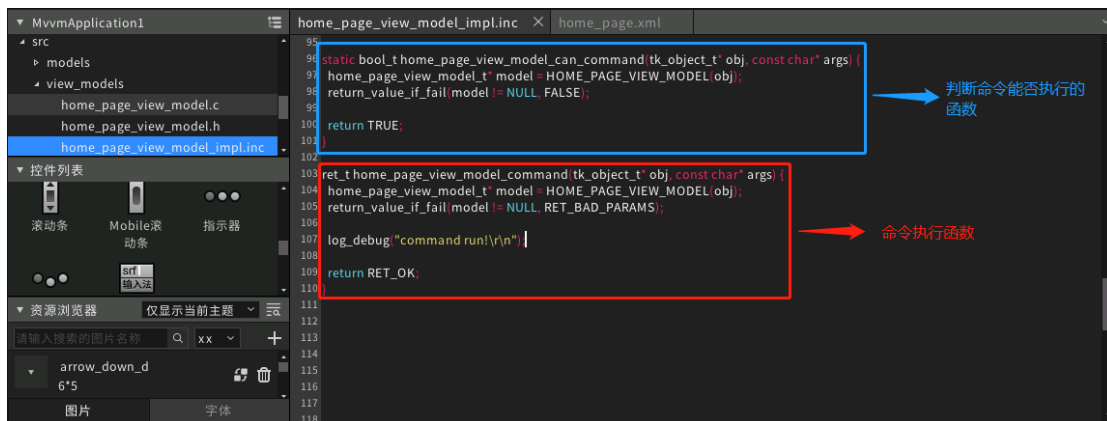 MvvmApplication1
src
models
view_models
home_page_view_model.c
home_page_view_model.h
home_page_view_model_impl.inc
控件列表
滚动条
Mobile滚
动条
指示器
srf
输入法
资源浏览器
仅显示当前主题
请输入搜索的图片名称
xx
arrow_down_d
6*5
图片
字体
home_page_view_model_impl.inc
home_page.xml
95
96 static bool_t home_page_view_model_can_command(tk_object_t* obj, const char* args) {
97 home_page_view_model_t* model = HOME_PAGE_VIEW_MODEL(obj);
98 return_value_if_fail(model != NULL, FALSE);
99
100 return TRUE;
101 }
102
103 ret_t home_page_view_model_command(tk_object_t* obj, const char* args) {
104 home_page_view_model_t* model = HOME_PAGE_VIEW_MODEL(obj);
105 return_value_if_fail(model != NULL, RET_BAD_PARAMS);
106
107 log_debug("command run!\r\n");
108
109 return RET_OK;
110 }
111
112
113
114
115
116
117
118
判断命令能否执行的
函数
命令执行函数